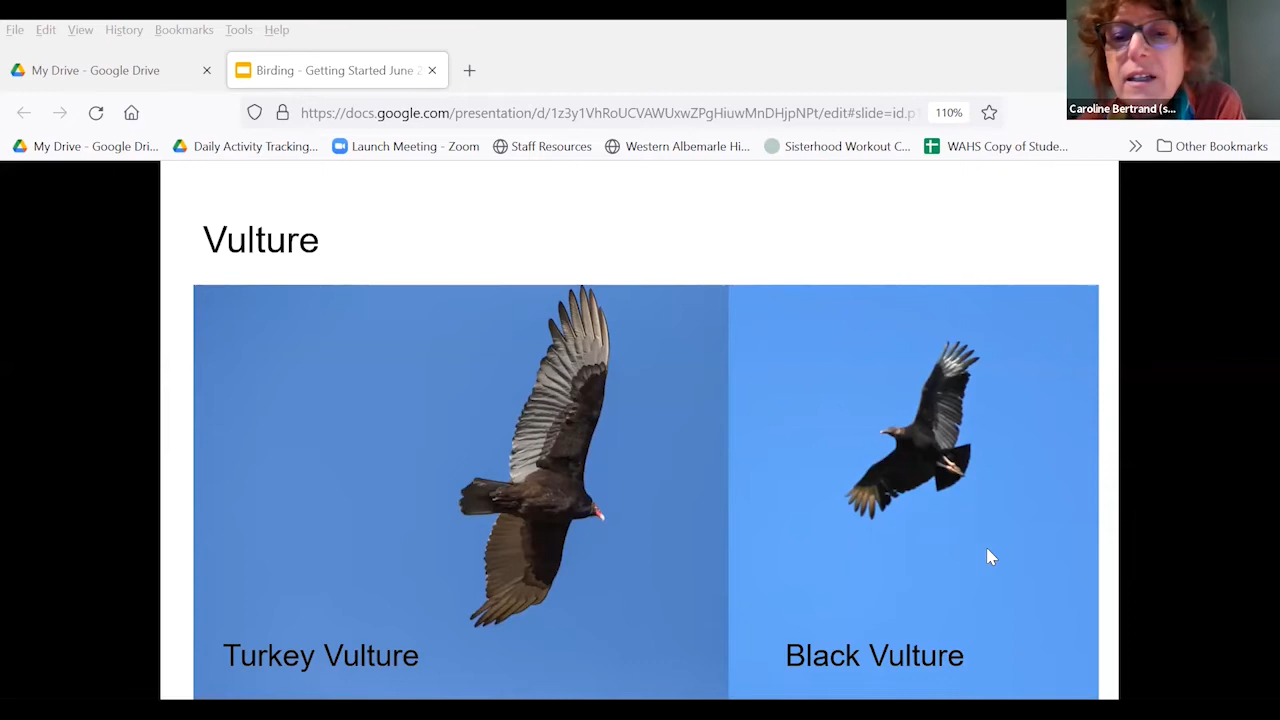 File Edit View History Bookmarks Tools Help
My Drive - Google Drive
Birding - Getting Started June 2
https://docs.google.com/presentation/d/1z3y1VhRoUCVAWUxwZPgHiuwMnDHjpNPt/edit#slide=id.p1
110%
Caroline Bertrand (s...
My Drive - Google Dri...
Daily Activity Tracking...
Launch Meeting - Zoom
Staff Resources
Western Albemarle Hi...
Sisterhood Workout C...
WAHS Copy of Stude...
Other Bookmarks
Vulture
Turkey Vulture
Black Vulture